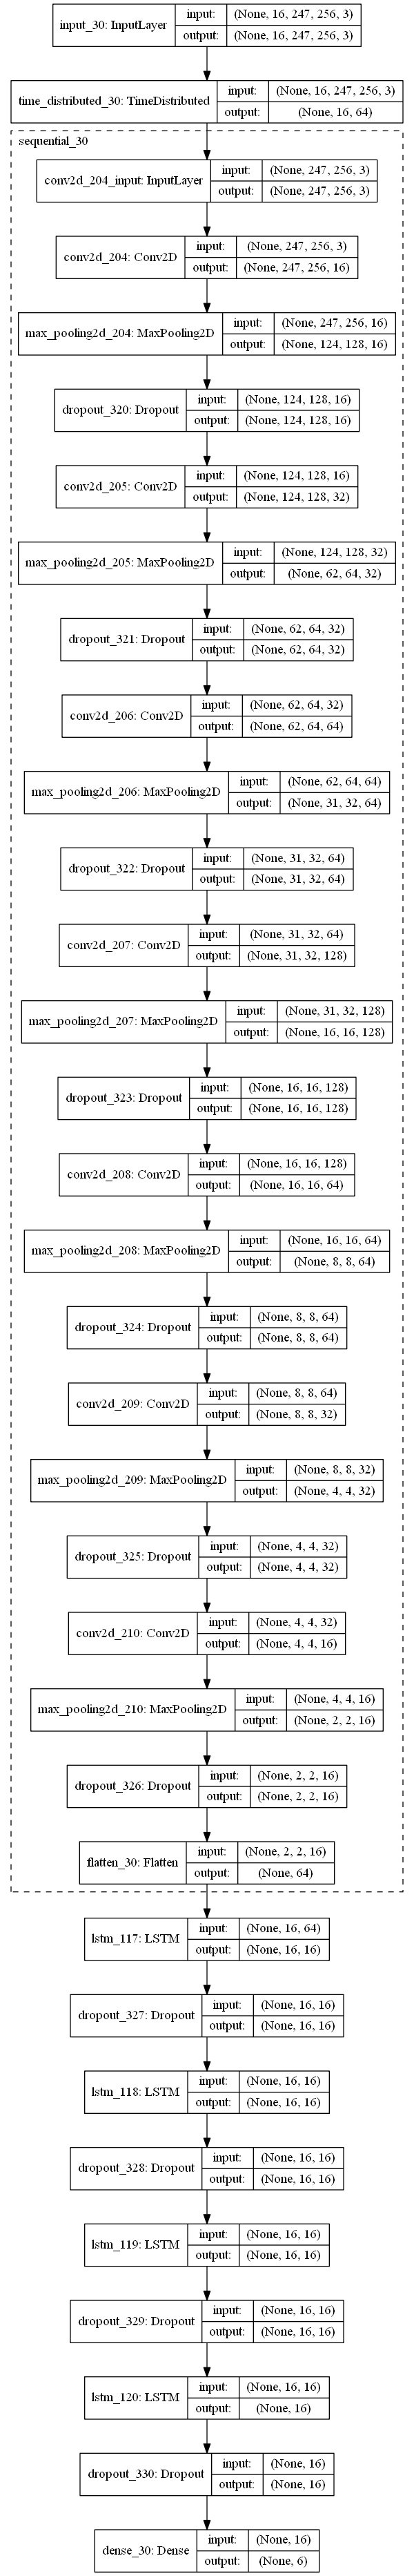 input_30: InputLayer
input: (None, 16, 247, 256, 3)
output: (None, 16, 247, 256, 3)
time_distributed_30: TimeDistributed
input: (None, 16, 247, 256, 3)
output: (None, 16, 64)
sequential_30
conv2d_204_input: InputLayer
input: (None, 247, 256, 3)
output: (None, 247, 256, 3)
conv2d_204: Conv2D
input: (None, 247, 256, 3)
output: (None, 247, 256, 16)
max_pooling2d_204: MaxPooling2D
input: (None, 247, 256, 16)
output: (None, 124, 128, 16)
dropout_320: Dropout
input: (None, 124, 128, 16)
output: (None, 124, 128, 16)
conv2d_205: Conv2D
input: (None, 124, 128, 16)
output: (None, 124, 128, 32)
max_pooling2d_205: MaxPooling2D
input: (None, 124, 128, 32)
output: (None, 62, 64, 32)
dropout_321: Dropout
input: (None, 62, 64, 32)
output: (None, 62, 64, 32)
conv2d_206: Conv2D
input: (None, 62, 64, 32)
output: (None, 62, 64, 64)
max_pooling2d_206: MaxPooling2D
input: (None, 62, 64, 64)
output: (None, 31, 32, 64)
dropout_322: Dropout
input: (None, 31, 32, 64)
output: (None, 31, 32, 64)
conv2d_207: Conv2D
input: (None, 31, 32, 64)
output: (None, 31, 32, 128)
max_pooling2d_207: MaxPooling2D
input: (None, 31, 32, 128)
output: (None, 16, 16, 128)
dropout_323: Dropout
input: (None, 16, 16, 128)
output: (None, 16, 16, 128)
conv2d_208: Conv2D
input: (None, 16, 16, 128)
output: (None, 16, 16, 64)
max_pooling2d_208: MaxPooling2D
input: (None, 16, 16, 64)
output: (None, 8, 8, 64)
dropout_324: Dropout
input: (None, 8, 8, 64)
output: (None, 8, 8, 64)
conv2d_209: Conv2D
input: (None, 8, 8, 64)
output: (None, 8, 8, 32)
max_pooling2d_209: MaxPooling2D
input: (None, 8, 8, 32)
output: (None, 4, 4, 32)
dropout_325: Dropout
input: (None, 4, 4, 32)
output: (None, 4, 4, 32)
conv2d_210: Conv2D
input: (None, 4, 4, 32)
output: (None, 4, 4, 16)
max_pooling2d_210: MaxPooling2D
input: (None, 4, 4, 16)
output: (None, 2, 2, 16)
dropout_326: Dropout
input: (None, 2, 2, 16)
output: (None, 2, 2, 16)
flatten_30: Flatten
input: (None, 2, 2, 16)
output: (None, 64)
lstm_117: LSTM
input: (None, 16, 64)
output: (None, 16, 16)
dropout_327: Dropout
input: (None, 16, 16)
output: (None, 16, 16)
lstm_118: LSTM
input: (None, 16, 16)
output: (None, 16, 16)
dropout_328: Dropout
input: (None, 16, 16)
output: (None, 16, 16)
lstm_119: LSTM
input: (None, 16, 16)
output: (None, 16, 16)
dropout_329: Dropout
input: (None, 16, 16)
output: (None, 16, 16)
lstm_120: LSTM
input: (None, 16, 16)
output: (None, 16)
dropout_330: Dropout
input: (None, 16)
output: (None, 16)
dense_30: Dense
input: (None, 16)
output: (None, 6)